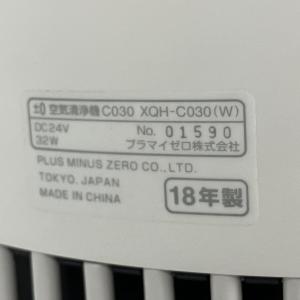 ±0 空気清浄機 C030 XQH-C030(W)
DC24V No. 01590
32W プラマイゼロ株式会社
PLUS MINUS ZERO CO.,LTD.
TOKYO. JAPAN
MADE IN CHINA 18年製